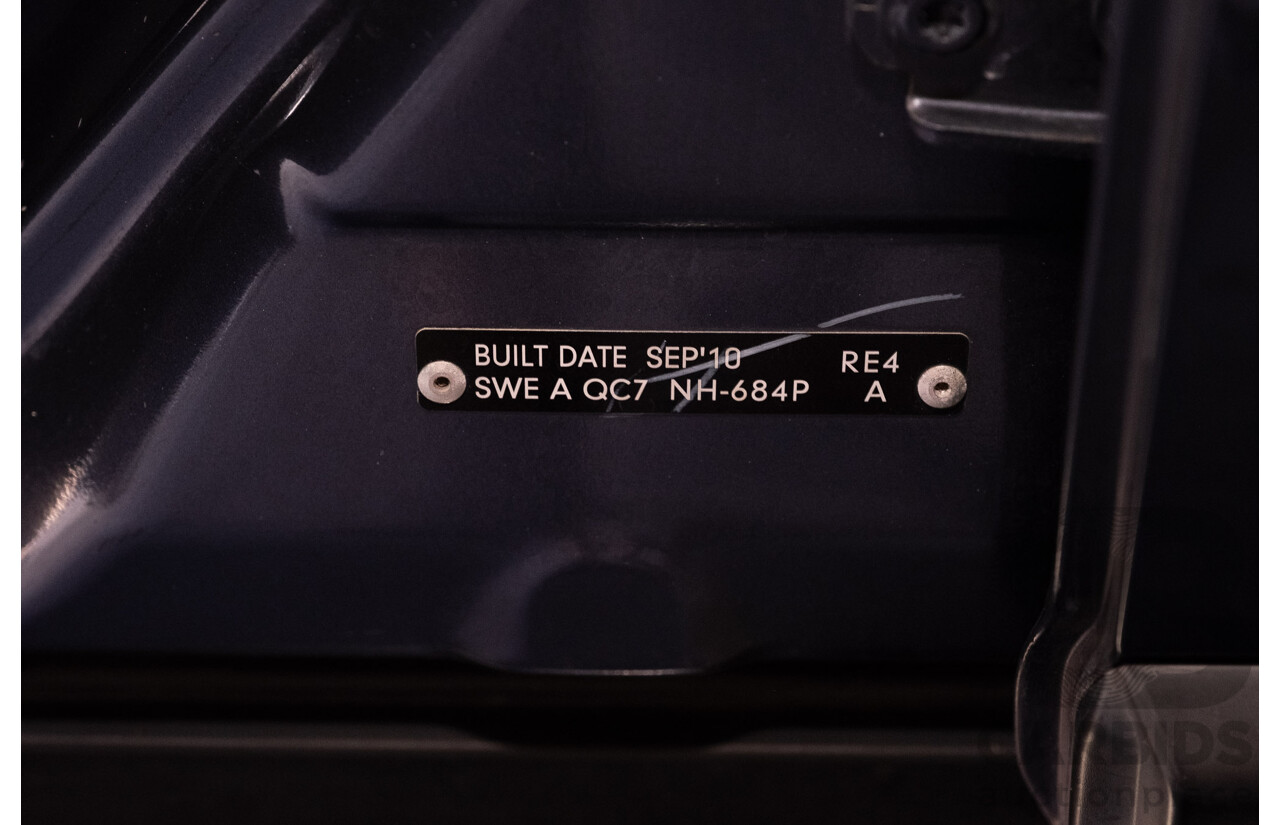 BUILT DATE SEP'10 RE4
SWE A QC7 NH-684P A